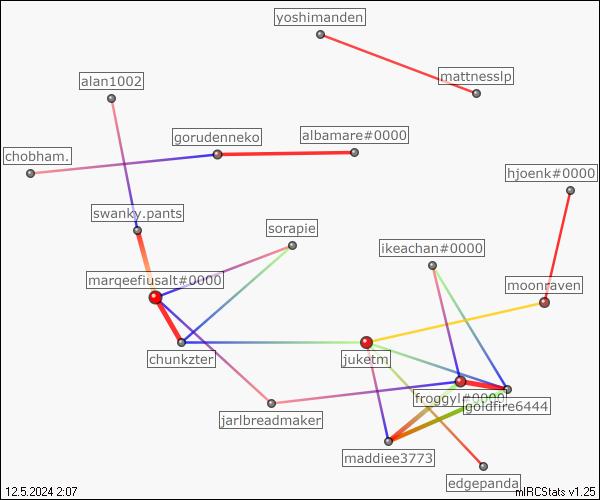 yoshimanden
mattnesslp
alan1002
gorudenneko
albamare#0000
chobham.
hjoenk#0000
swanky.pants
sorapie
ikeachan#0000
marqeefiusalt#0000
moonraven
chunkzter
juketm
froggyl#0000
goldfire6444
jarlbreadmaker
maddiee3773
edgepanda
12.5.2024 2:07
mIRCStats v1.25